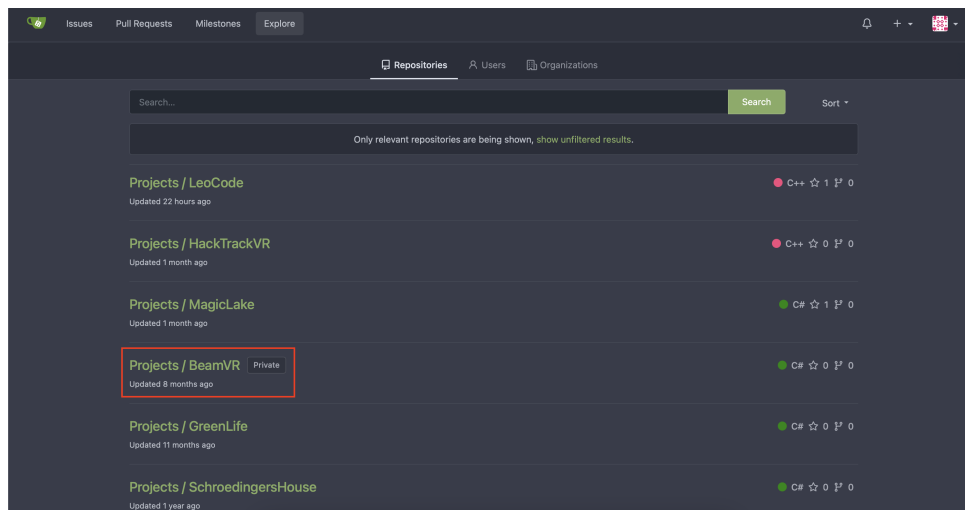 Issues Pull Requests Milestones Explore
Repositories Users Organizations
Search... Search Sort
Only relevant repositories are being shown, show unfiltered results.
Projects / LeoCode C++ 1 0
Updated 22 hours ago
Projects / HackTrackVR C++ 0 0
Updated 1 month ago
Projects / MagicLake C# 1 0
Updated 1 month ago
Projects / BeamVR Private C# 0 0
Updated 8 months ago
Projects / GreenLife C# 0 0
Updated 11 months ago
Projects / SchroedingersHouse C# 0 0
Updated 1 year ago